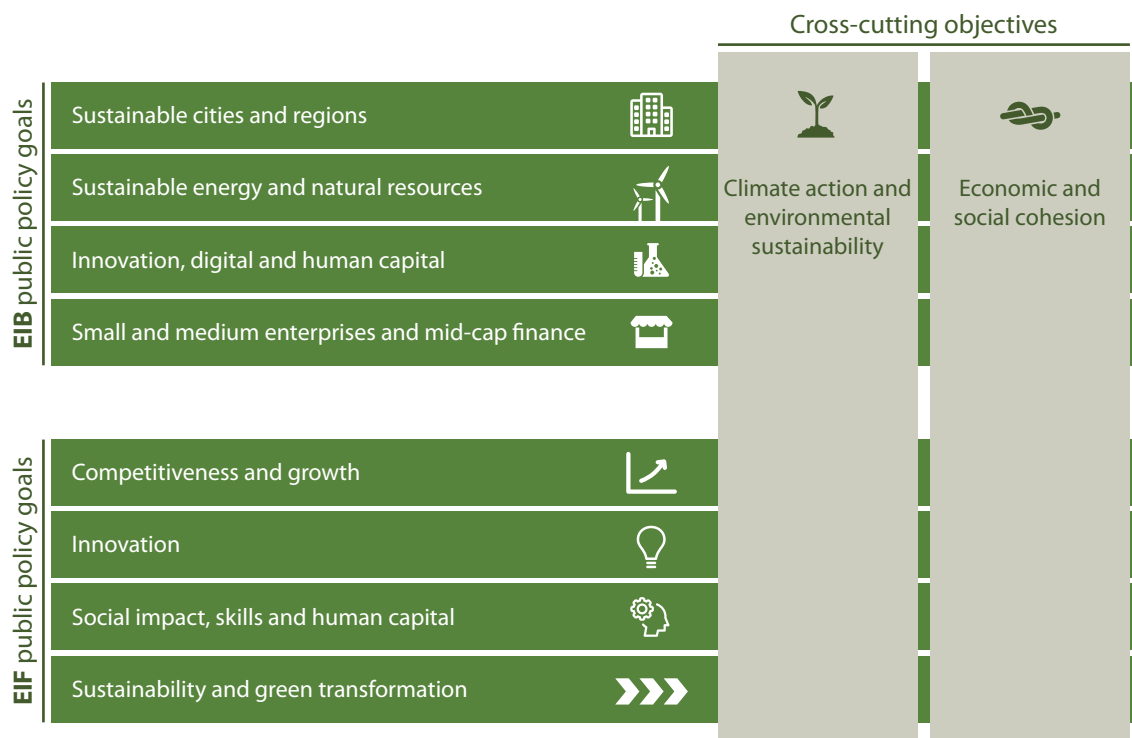 Cross-cutting objectives
EIB public policy goals
Sustainable cities and regions
Sustainable energy and natural resources
Innovation, digital and human capital
Small and medium enterprises and mid-cap finance
Climate action and
environmental
sustainability
Economic and
social cohesion
EIF public policy goals
Competitiveness and growth
Innovation
Social impact, skills and human capital
Sustainability and green transformation